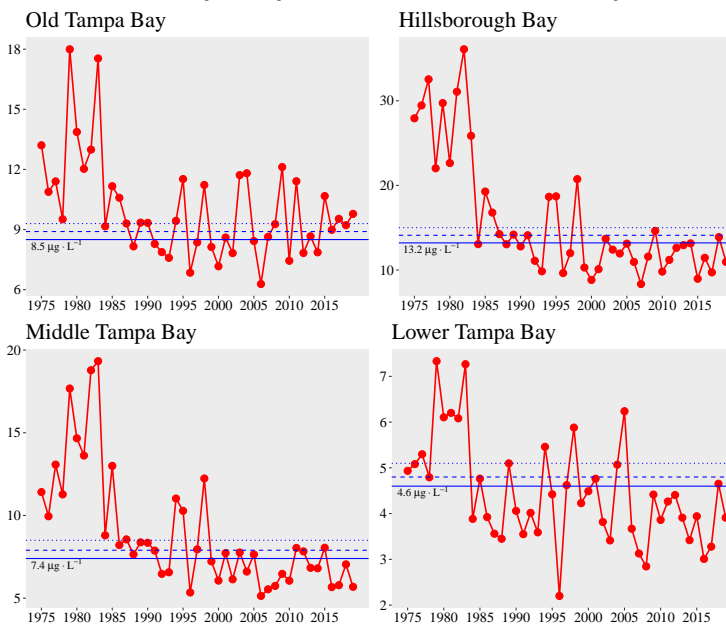 Old Tampa Bay
18
15
12
9
6
8.5 µg · L⁻¹
1975 1980 1985 1990 1995 2000 2005 2010 2015
Hillsborough Bay
30
20
10
13.2 µg · L⁻¹
1975 1980 1985 1990 1995 2000 2005 2010 2015
Middle Tampa Bay
20
15
10
5
7.4 µg · L⁻¹
1975 1980 1985 1990 1995 2000 2005 2010 2015
Lower Tampa Bay
7
6
5
4
3
2
4.6 µg · L⁻¹
1975 1980 1985 1990 1995 2000 2005 2010 2015